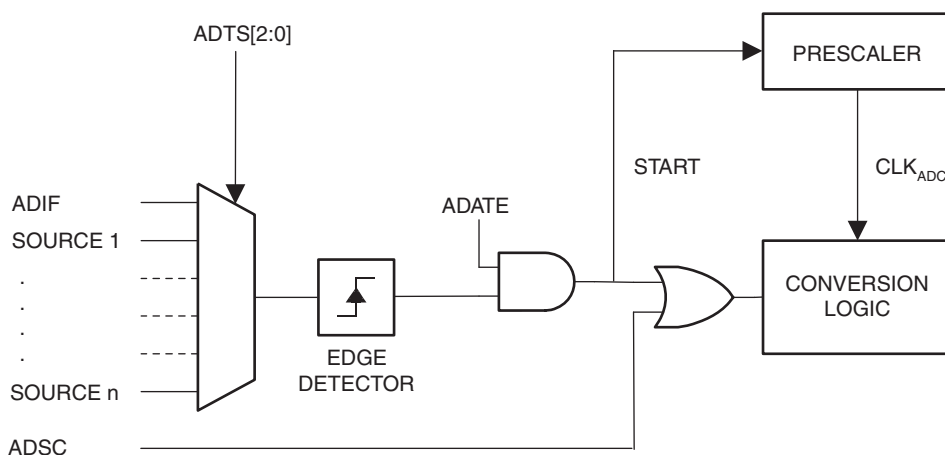 ADTS[2:0]
PRESCALER
START
CLKADC
ADIF
ADATE
SOURCE 1
.
.
.
.
CONVERSION
LOGIC
EDGE
DETECTOR
SOURCE n
ADSC